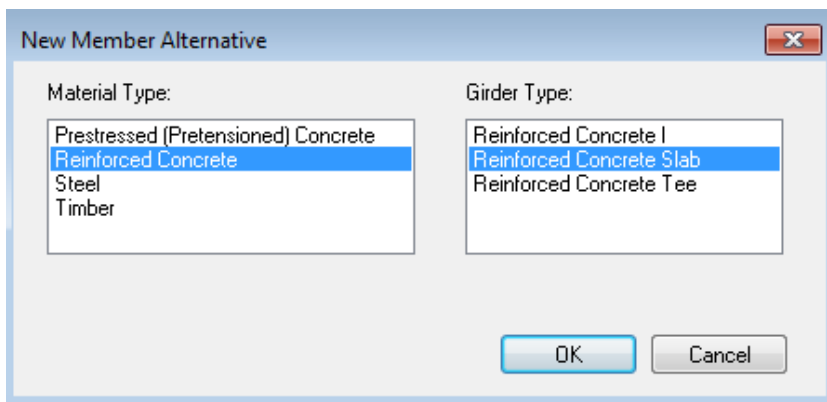 New Member Alternative
Material Type:
Prestressed (Pretensioned) Concrete
Reinforced Concrete
Steel
Timber
Girder Type:
Reinforced Concrete I
Reinforced Concrete Slab
Reinforced Concrete Tee
OK
Cancel